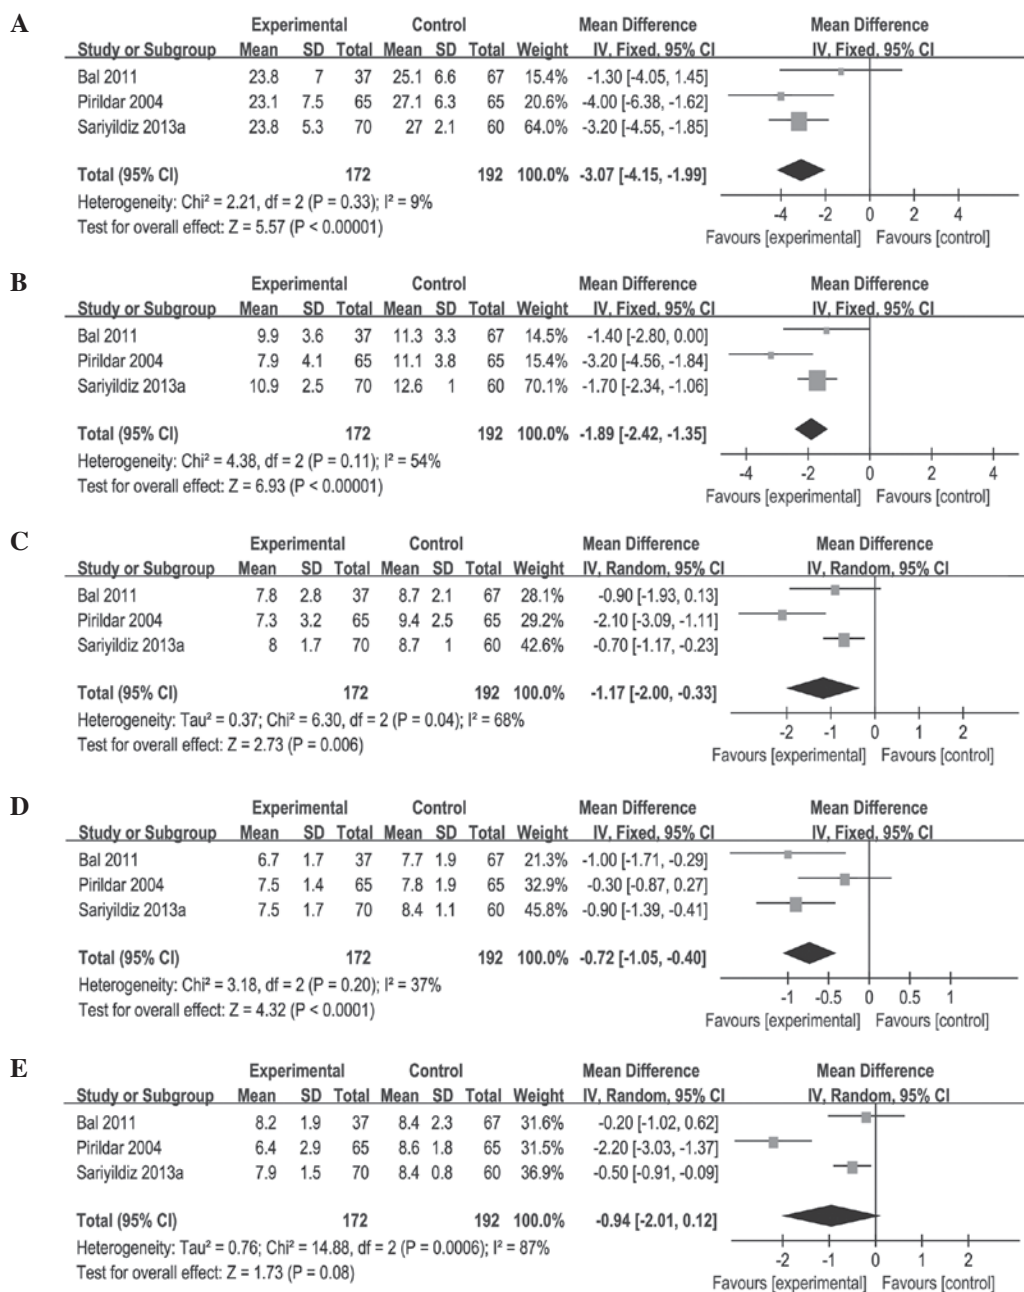 A
Experimental Control Mean Difference Mean Difference
Study or Subgroup Mean SD Total Mean SD Total Weight IV, Fixed, 95% CI IV, Fixed, 95% CI
Bal 2011 23.8 7 37 25.1 6.6 67 15.4% -1.30 [-4.05, 1.45]
Pirildar 2004 23.1 7.5 65 27.1 6.3 65 20.6% -4.00 [-6.38, -1.62]
Sariyildiz 2013a 23.8 5.3 70 27 2.1 60 64.0% -3.20 [-4.55, -1.85]
Total (95% CI) 172 192 100.0% -3.07 [-4.15, -1.99]
Heterogeneity: Chi² = 2.21, df = 2 (P = 0.33); I² = 9%
Test for overall effect: Z = 5.57 (P < 0.00001)
-4 -2 0 2 4
Favours [experimental] Favours [control]
B
Experimental Control Mean Difference Mean Difference
Study or Subgroup Mean SD Total Mean SD Total Weight IV, Fixed, 95% CI IV, Fixed, 95% CI
Bal 2011 9.9 3.6 37 11.3 3.3 67 14.5% -1.40 [-2.80, 0.00]
Pirildar 2004 7.9 4.1 65 11.1 3.8 65 15.4% -3.20 [-4.56, -1.84]
Sariyildiz 2013a 10.9 2.5 70 12.6 1 60 70.1% -1.70 [-2.34, -1.06]
Total (95% CI) 172 192 100.0% -1.89 [-2.42, -1.35]
Heterogeneity: Chi² = 4.38, df = 2 (P = 0.11); I² = 54%
Test for overall effect: Z = 6.93 (P < 0.00001)
-4 -2 0 2 4
Favours [experimental] Favours [control]
C
Experimental Control Mean Difference Mean Difference
Study or Subgroup Mean SD Total Mean SD Total Weight IV, Random, 95% CI IV, Random, 95% CI
Bal 2011 7.8 2.8 37 8.7 2.1 67 28.1% -0.90 [-1.93, 0.13]
Pirildar 2004 7.3 3.2 65 9.4 2.5 65 29.2% -2.10 [-3.09, -1.11]
Sariyildiz 2013a 8 1.7 70 8.7 1 60 42.6% -0.70 [-1.17, -0.23]
Total (95% CI) 172 192 100.0% -1.17 [-2.00, -0.33]
Heterogeneity: Tau² = 0.37; Chi² = 6.30, df = 2 (P = 0.04); I² = 68%
Test for overall effect: Z = 2.73 (P = 0.006)
-2 -1 0 1 2
Favours [experimental] Favours [control]
D
Experimental Control Mean Difference Mean Difference
Study or Subgroup Mean SD Total Mean SD Total Weight IV, Fixed, 95% CI IV, Fixed, 95% CI
Bal 2011 6.7 1.7 37 7.7 1.9 67 21.3% -1.00 [-1.71, -0.29]
Pirildar 2004 7.5 1.4 65 7.8 1.9 65 32.9% -0.30 [-0.87, 0.27]
Sariyildiz 2013a 7.5 1.7 70 8.4 1.1 60 45.8% -0.90 [-1.39, -0.41]
Total (95% CI) 172 192 100.0% -0.72 [-1.05, -0.40]
Heterogeneity: Chi² = 3.18, df = 2 (P = 0.20); I² = 37%
Test for overall effect: Z = 4.32 (P < 0.0001)
-1 -0.5 0 0.5 1
Favours [experimental] Favours [control]
E
Experimental Control Mean Difference Mean Difference
Study or Subgroup Mean SD Total Mean SD Total Weight IV, Random, 95% CI IV, Random, 95% CI
Bal 2011 8.2 1.9 37 8.4 2.3 67 31.6% -0.20 [-1.02, 0.62]
Pirildar 2004 6.4 2.9 65 8.6 1.8 65 31.5% -2.20 [-3.03, -1.37]
Sariyildiz 2013a 7.9 1.5 70 8.4 0.8 60 36.9% -0.50 [-0.91, -0.09]
Total (95% CI) 172 192 100.0% -0.94 [-2.01, 0.12]
Heterogeneity: Tau² = 0.76; Chi² = 14.88, df = 2 (P = 0.0006); I² = 87%
Test for overall effect: Z = 1.73 (P = 0.08)
-2 -1 0 1 2
Favours [experimental] Favours [control]